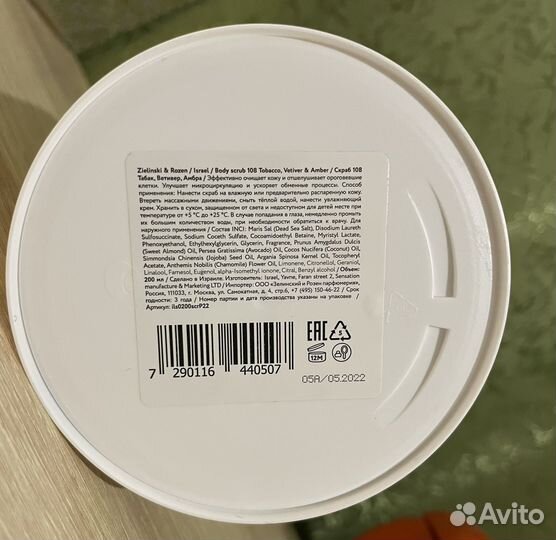 Zielinski & Rozen / Israel / Body scrub 108 Tobacco, Vetiver & Amber / Скраб 108
Табак, Ветивер, Амбра / Эффективно очищает кожу и отшелушивает ороговевшие
клетки. Улучшает микроциркуляцию и ускоряет обменные процессы. Способ
применения: Нанести скраб на влажную или предварительно распаренную кожу.
Втереть массажными движениями, смыть тёплой водой, нанести увлажняющий
крем. Хранить в сухом, защищенном от света и недоступном для детей месте при
температуре от +5 °C до +25 °C. В случае попадания в глаза, немедленно промыть
их большим количеством воды, при необходимости обратиться к врачу. Для
наружного применения / Состав INCI: Maris Sal (Dead Sea Salt), Disodium Laureth
Sulfosuccinate, Sodium Coceth Sulfate, Cocoamidoethyl Betaine, Myristyl Lactate,
Phenoxyethanol, Ethylhexylglycerin, Glycerin, Fragrance, Prunus Amygdalus Dulcis
(Sweet Almond) Oil, Persea Gratissima (Avocado) Oil, Cocos Nucifera (Coconut) Oil,
Simmondsia Chinensis (Jojoba) Seed Oil, Argania Spinosa Kernel Oil, Tocopheryl
Acetate, Anthemis Nobilis (Chamomile) Flower Oil, Limonene, Citronellol, Geraniol,
Linalool, Farnesol, Eugenol, alpha-Isomethyl ionone, Citral, Benzyl alcohol / Объем:
200 мл / Сделано в Израиле. Изготовитель: Israel, Yavne, Faran street 2, Sensation
manufacture & Marketing LTD / Импортер: ООО «Зелинский и Розен парфюмерия»,
Россия, 111033, г. Москва, ул. Самокатная, д. 4, стр.6, +7 (495) 150-46-22 / Срок
годности: 3 года / Номер партии и дата производства указаны на упаковке /
Артикул: ils0200scrP22
EAC
5
12M
7 290116 440507
05A/05.2022
Avito